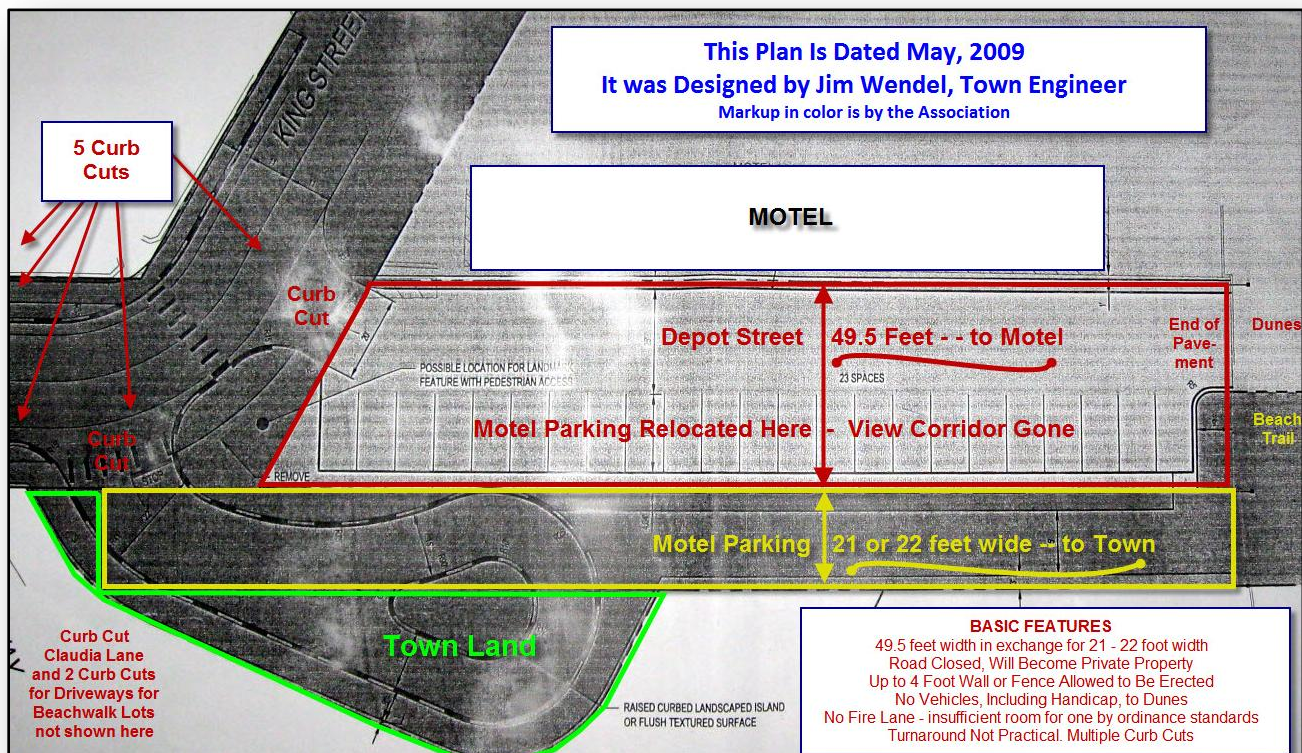 This Plan Is Dated May, 2009
It was Designed by Jim Wendel, Town Engineer
Markup in color is by the Association
KING STREET
5 Curb
Cuts
MOTEL
Curb
Cut
Depot Street
49.5 Feet - - to Motel
End of
Pave-
ment
Dunes
20
POSSIBLE LOCATION FOR LANDMARK
FEATURE WITH PEDESTRIAN ACCESS
23 SPACES
R5
Motel Parking Relocated Here - View Corridor Gone
Beach
Trail
Curb
Cut
STOP
REMOVE
Motel Parking
21 or 22 feet wide -- to Town
Town Land
Curb Cut
Claudia Lane
and 2 Curb Cuts
for Driveways for
Beachwalk Lots
not shown here
RAISED CURBED LANDSCAPED ISLAND
OR FLUSH TEXTURED SURFACE
BASIC FEATURES
49.5 feet width in exchange for 21 - 22 foot width
Road Closed, Will Become Private Property
Up to 4 Foot Wall or Fence Allowed to Be Erected
No Vehicles, Including Handicap, to Dunes
No Fire Lane - insufficient room for one by ordinance standards
Turnaround Not Practical. Multiple Curb Cuts